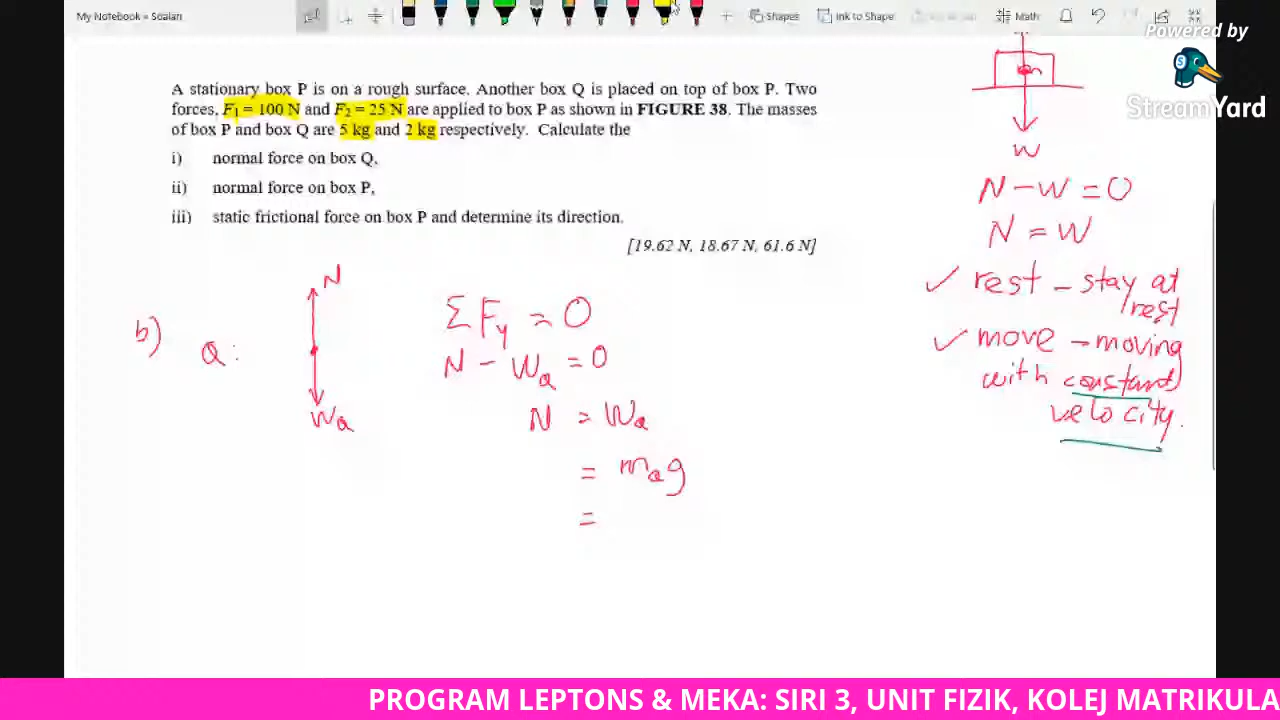 My Notebook » Soalan
Shapes
Ink to Shape
Math
Powered by
StreamYard
A stationary box P is on a rough surface. Another box Q is placed on top of box P. Two
forces, F1 = 100 N and F2 = 25 N are applied to box P as shown in FIGURE 38. The masses
of box P and box Q are 5 kg and 2 kg respectively. Calculate the
i) normal force on box Q,
ii) normal force on box P,
iii) static frictional force on box P and determine its direction.
[19.62 N, 18.67 N, 61.6 N]
b) Q:
N
WQ
ΣFy = 0
N - WQ = 0
N = WQ
= mQg
=
m
W
N - W = 0
N = W
✓ rest - stay at
rest
✓ move - moving
with constant
velocity.
PROGRAM LEPTONS & MEKA: SIRI 3, UNIT FIZIK, KOLEJ MATRIKULA